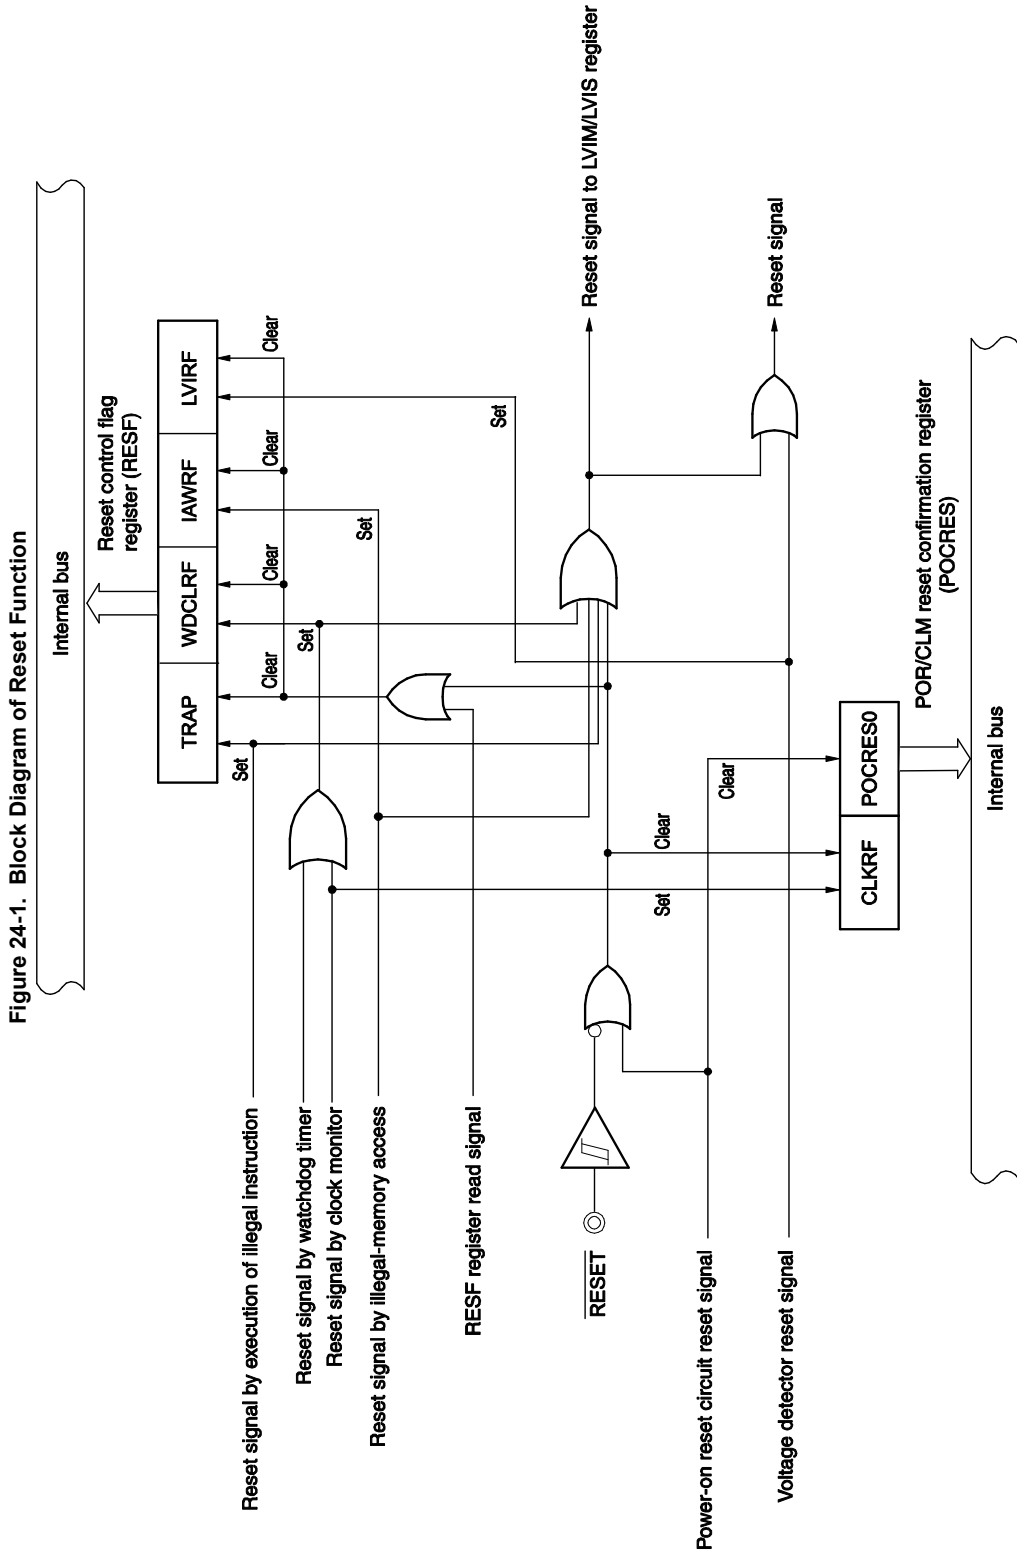 Figure 24-1. Block Diagram of Reset Function
Internal bus
Reset control flag
register (RESF)
TRAP
WDCLRF
IAWRF
LVIRF
Set
Clear
Set
Clear
Set
Clear
Set
Clear
Reset signal by execution of illegal instruction
Reset signal by watchdog timer
Reset signal by clock monitor
Reset signal by illegal-memory access
RESF register read signal
RESET
Reset signal to LVIM/LVIS register
Power-on reset circuit reset signal
Voltage detector reset signal
Reset signal
Set
Clear
Clear
CLKRF
POCRES0
POR/CLM reset confirmation register
(POCRES)
Internal bus